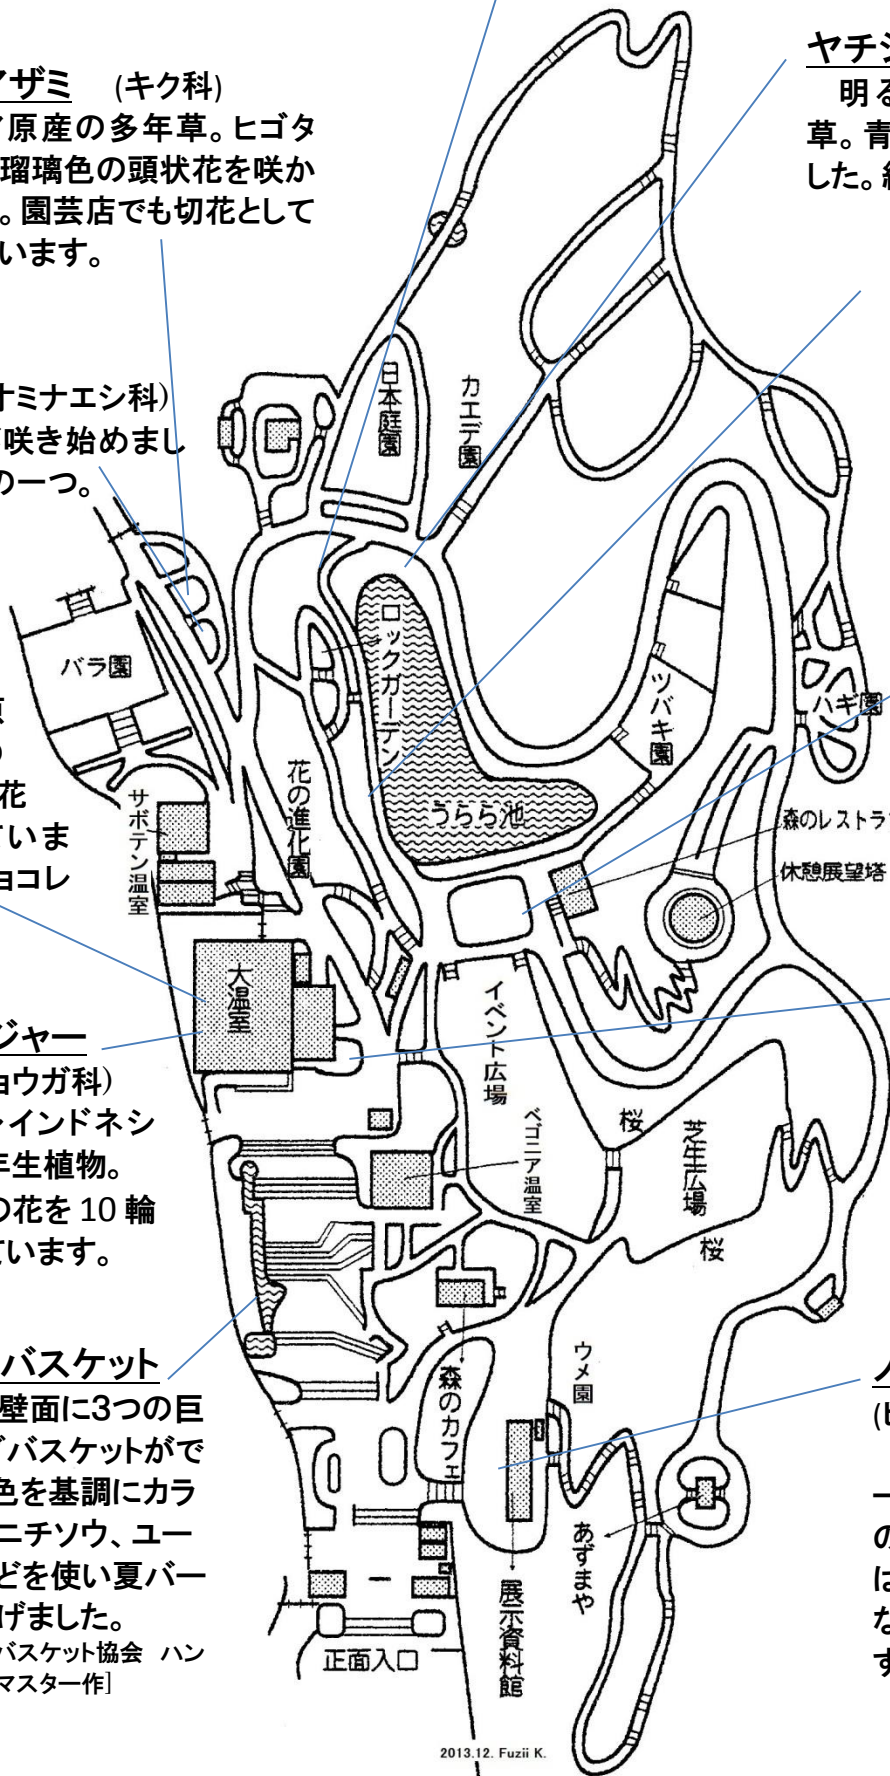 アザミ (キク科)
ア原産の多年草。ヒゴタ
瑠璃色の頭状花を咲か
。園芸店でも切花として
います。
ヤチシ
明る
草。青
した。
オミナエシ科)
咲き始めまし
の一つ。
原
の
花
ていま
ョコレ
ジャー
ョウガ科)
インドネシ
年生植物。
の花を 10 輪
ています。
バスケット
壁面に3つの巨
グバスケットがで
色を基調にカラ
ニチソウ、ユー
どを使い夏バー
げました。
バスケット協会 ハン
マスター作]
(ヒ
一
の
は
な
す
日本庭園
カエデ園
ロックガーデン
うらら池
ツバキ園
ハギ園
バラ園
サボテン温室
花の進化園
森のレストラ
休憩展望塔
大温室
イベント広場
ベゴニア温室
桜
芝生広場
桜
森のカフェ
ウメ園
あずまや
展示資料館
正面入口
2013.12. Fuzii K.